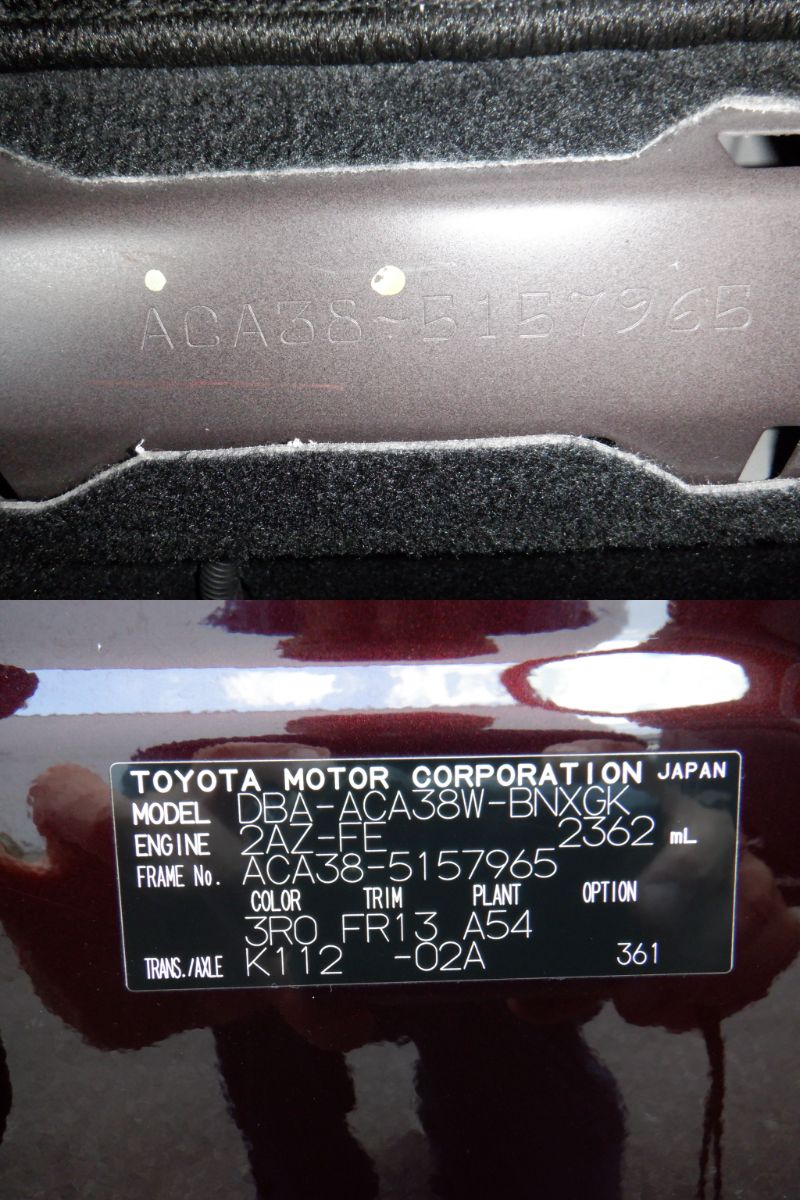 ACA38-5157965
TOYOTA MOTOR CORPORATION JAPAN
MODEL DBA-ACA38W-BNXGK
ENGINE 2AZ-FE 2362 mL
FRAME No. ACA38-5157965
COLOR TRIM PLANT OPTION
3R0 FR13 A54
TRANS./AXLE K112 -02A 361